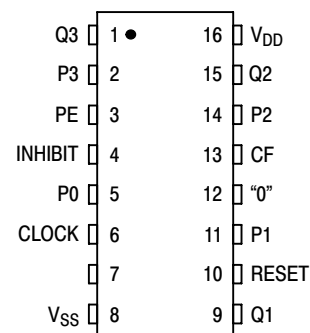 Q3 1 16 VDD
P3 2 15 Q2
PE 3 14 P2
INHIBIT 4 13 CF
P0 5 12 “0”
CLOCK 6 11 P1
7 10 RESET
VSS 8 9 Q1